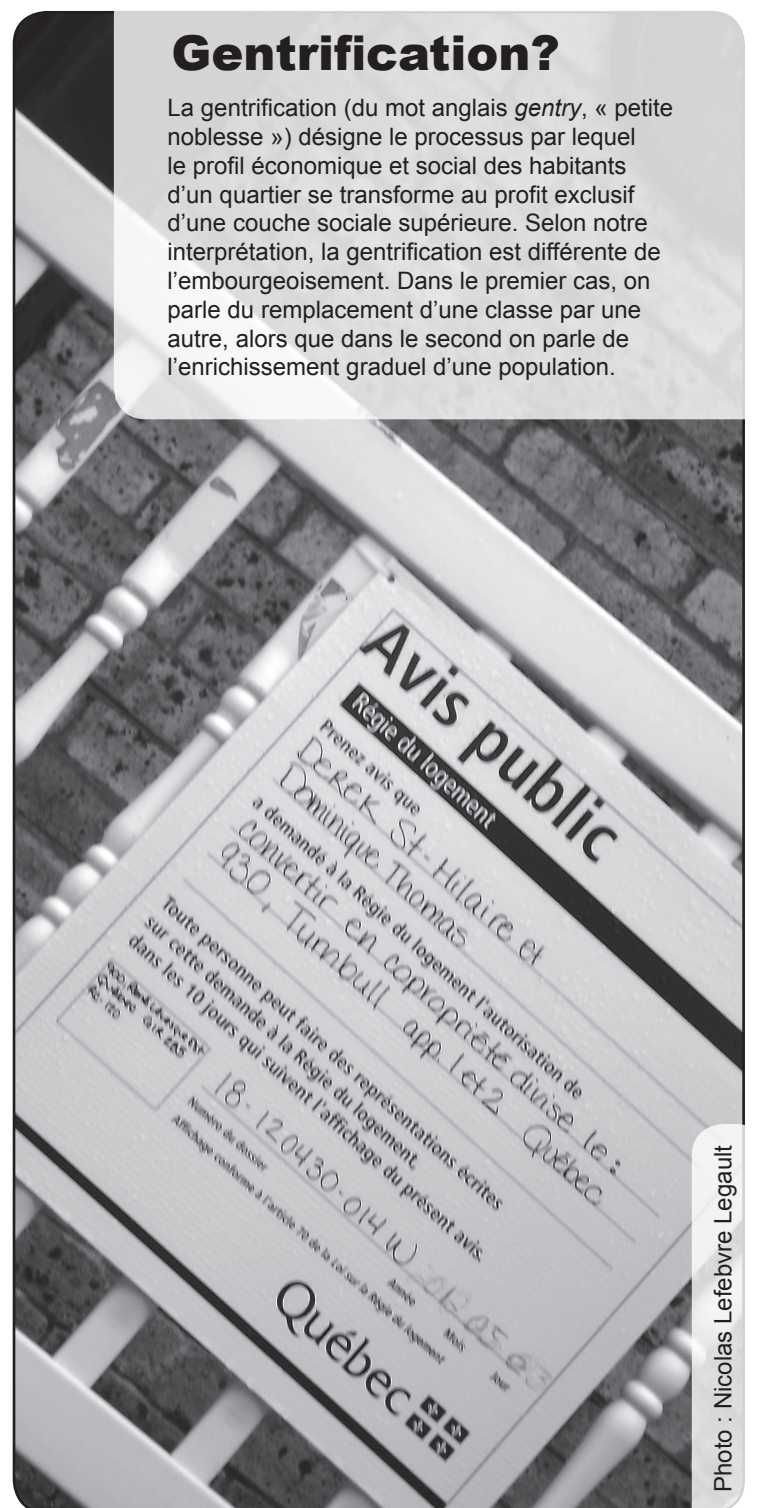 Gentrification?
La gentrification (du mot anglais gentry, « petite
noblesse ») désigne le processus par lequel
le profil économique et social des habitants
d’un quartier se transforme au profit exclusif
d’une couche sociale supérieure. Selon notre
interprétation, la gentrification est différente de
l’embourgeoisement. Dans le premier cas, on
parle du remplacement d’une classe par une
autre, alors que dans le second on parle de
l’enrichissement graduel d’une population.
Avis public
Régie du logement
Prenez avis que
Derek St-Hilaire et
Dominique Thomas
a demandé à la Régie du logement l'autorisation de
convertir en copropriété divise le:
930, Turnbull app. 1 et 2 Québec
Toute personne peut faire des représentations écrites
sur cette demande à la Régie du logement,
dans les 10 jours qui suivent l'affichage du présent avis.
18-120430-014 W 2012 05 03
Numéro du dossier Année Mois Jour
Affichage conforme à l'article 70 de la Loi sur la Régie du logement
Québec
Photo : Nicolas Lefebvre Legault